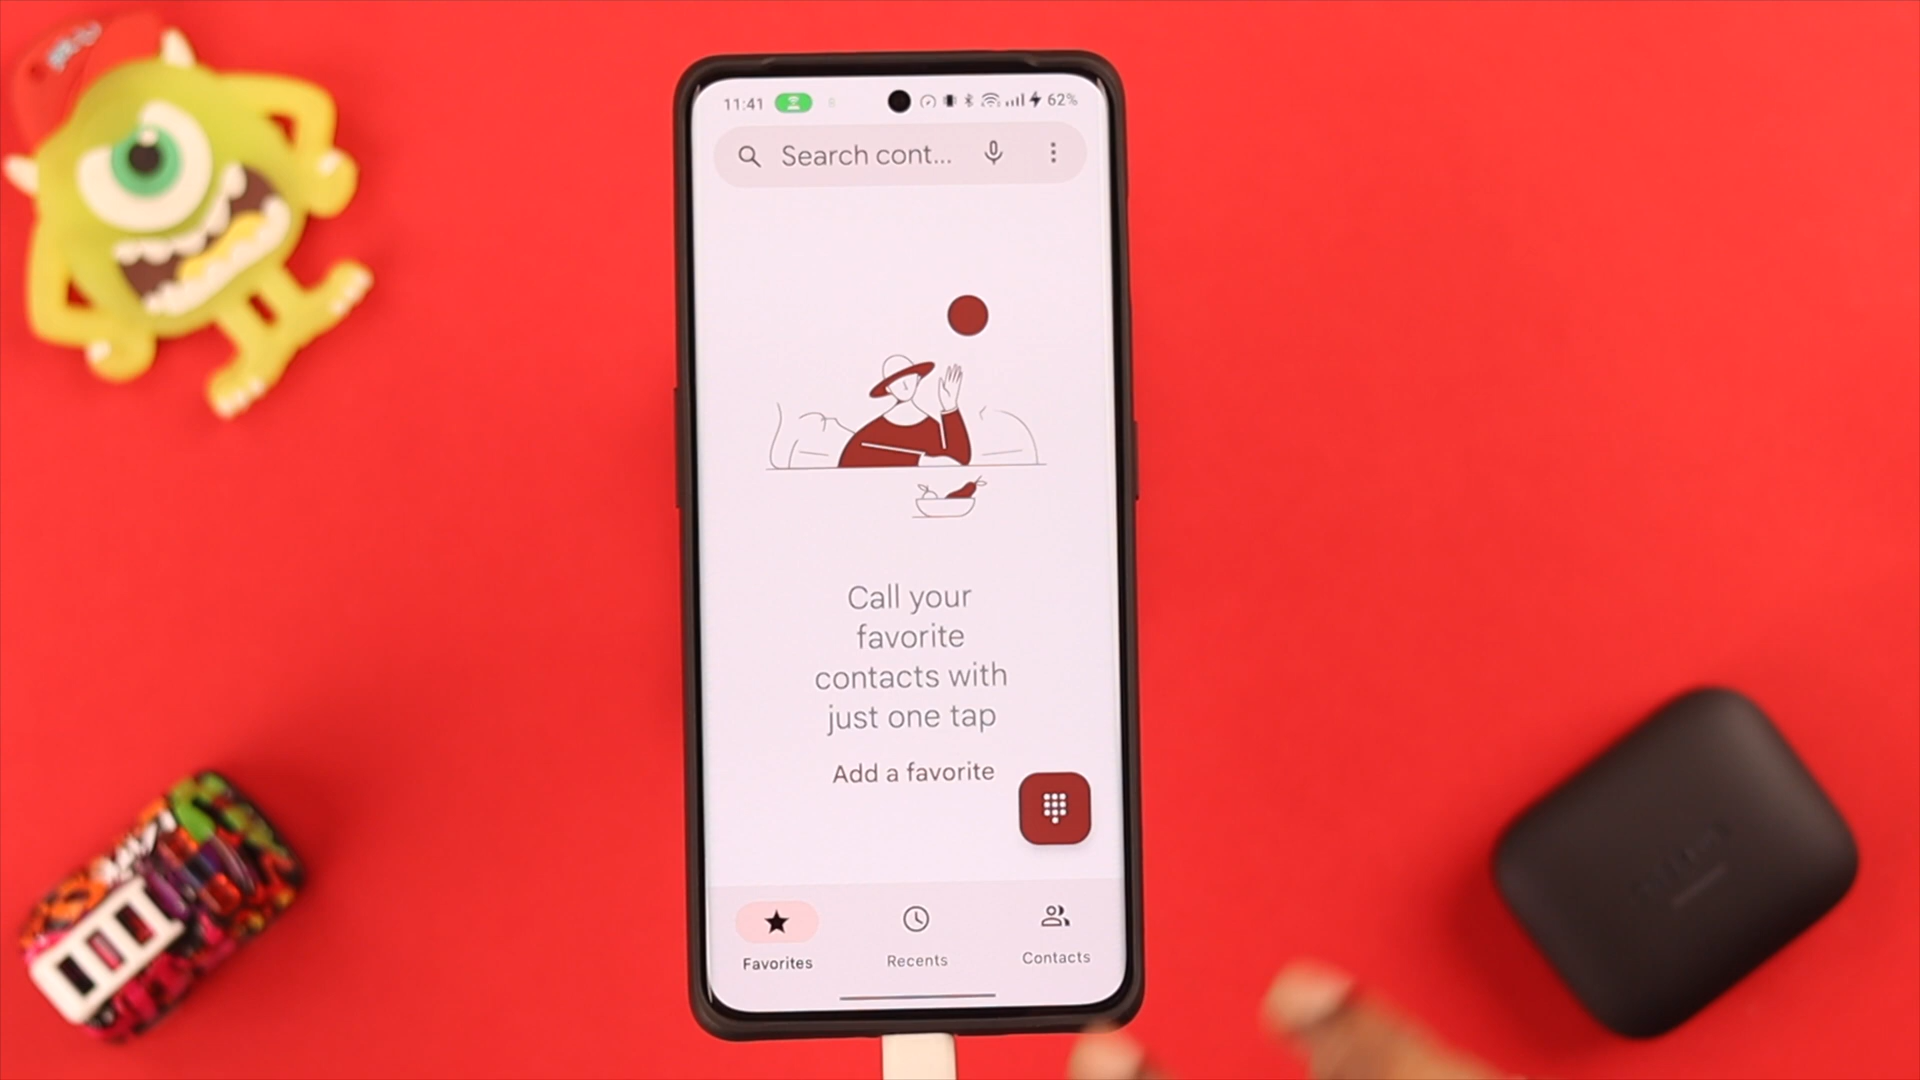 11:41
62%
Search cont...
Call your
favorite
contacts with
just one tap
Add a favorite
Favorites
Recents
Contacts